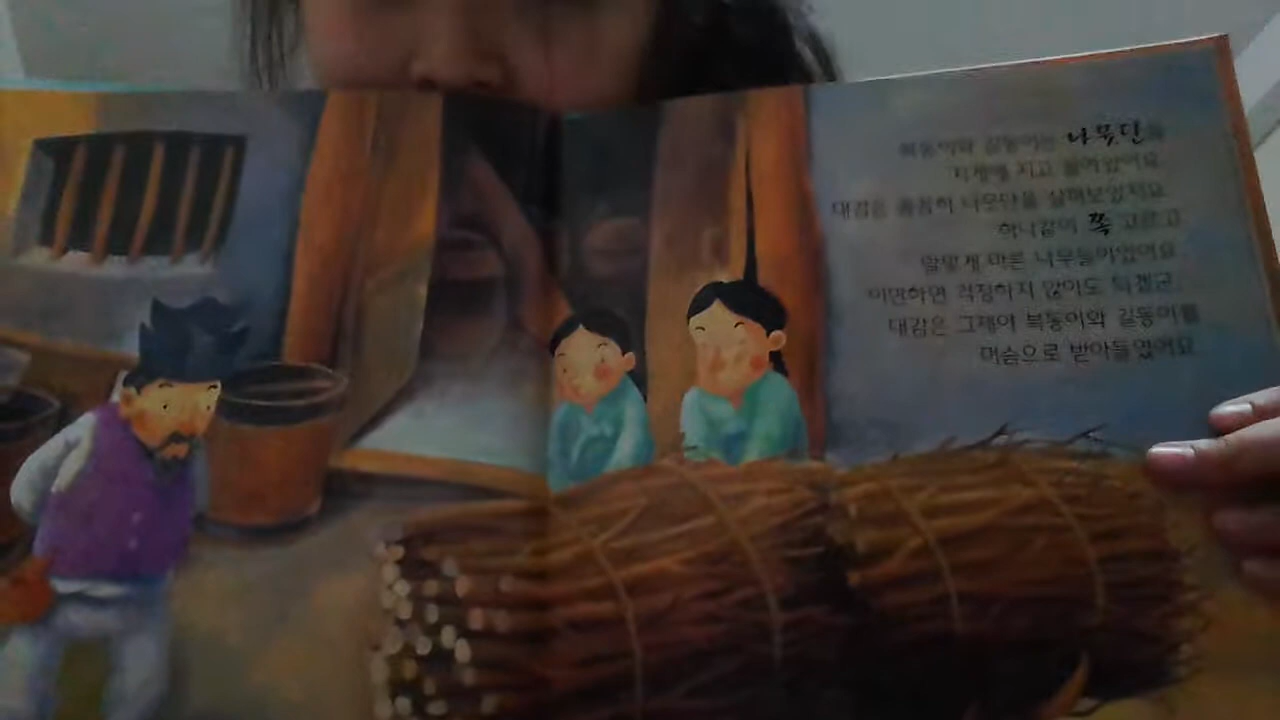 복동이와 길동이는 나뭇단을
지게에 지고 돌아왔어요.
대감은 꼼꼼히 나뭇단을 살펴보았지요.
하나같이 쪽 고르고
알맞게 마른 나무들이었어요.
이만하면 걱정하지 않아도 되겠군.
대감은 그제야 복동이와 길동이를
머슴으로 받아들였어요.